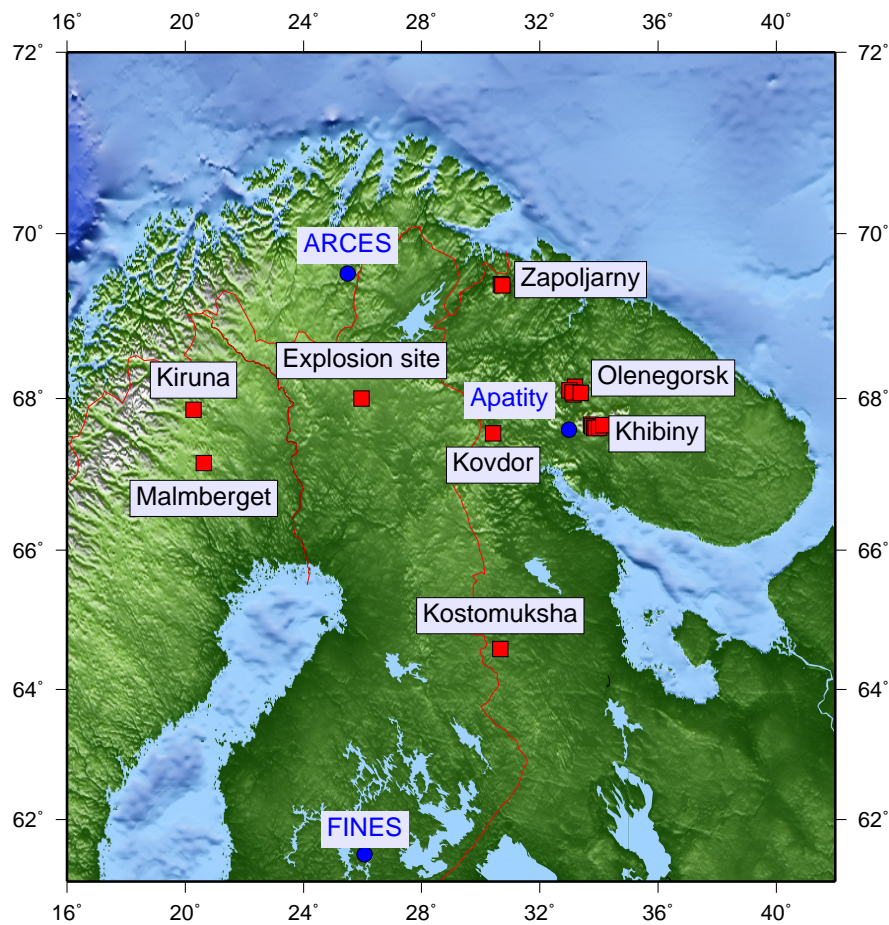 16˚ 20˚ 24˚ 28˚ 32˚ 36˚ 40˚
72˚ 72˚
70˚ 70˚
ARCES
Zapoljarny
Explosion site
Kiruna
Olenegorsk
68˚ 68˚
Apatity
Khibiny
Kovdor
Malmberget
66˚ 66˚
Kostomuksha
64˚ 64˚
62˚ 62˚
FINES
16˚ 20˚ 24˚ 28˚ 32˚ 36˚ 40˚